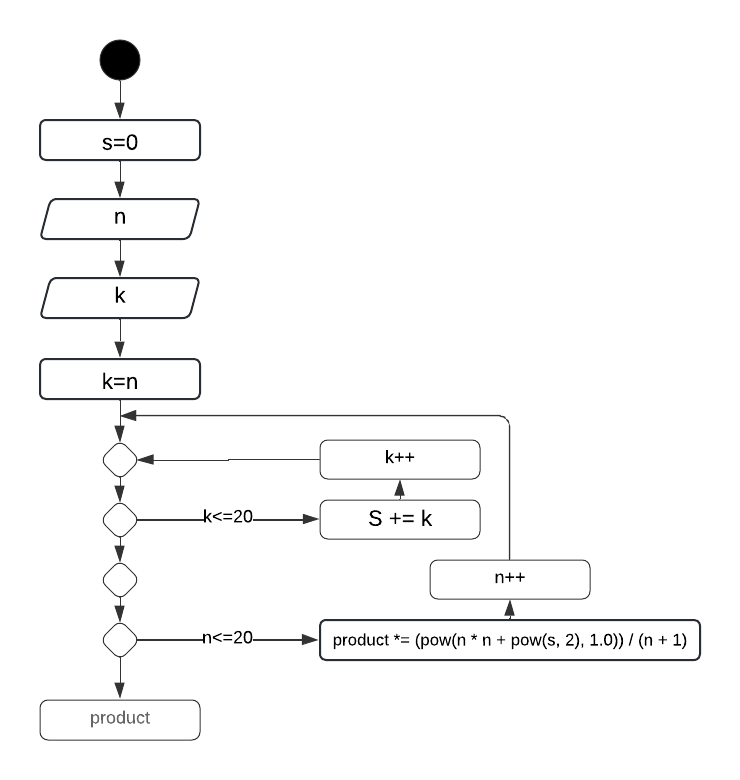 s=0
n
k
k=n
k++
k<=20
S += k
n++
n<=20
product *= (pow(n * n + pow(s, 2), 1.0)) / (n + 1)
product